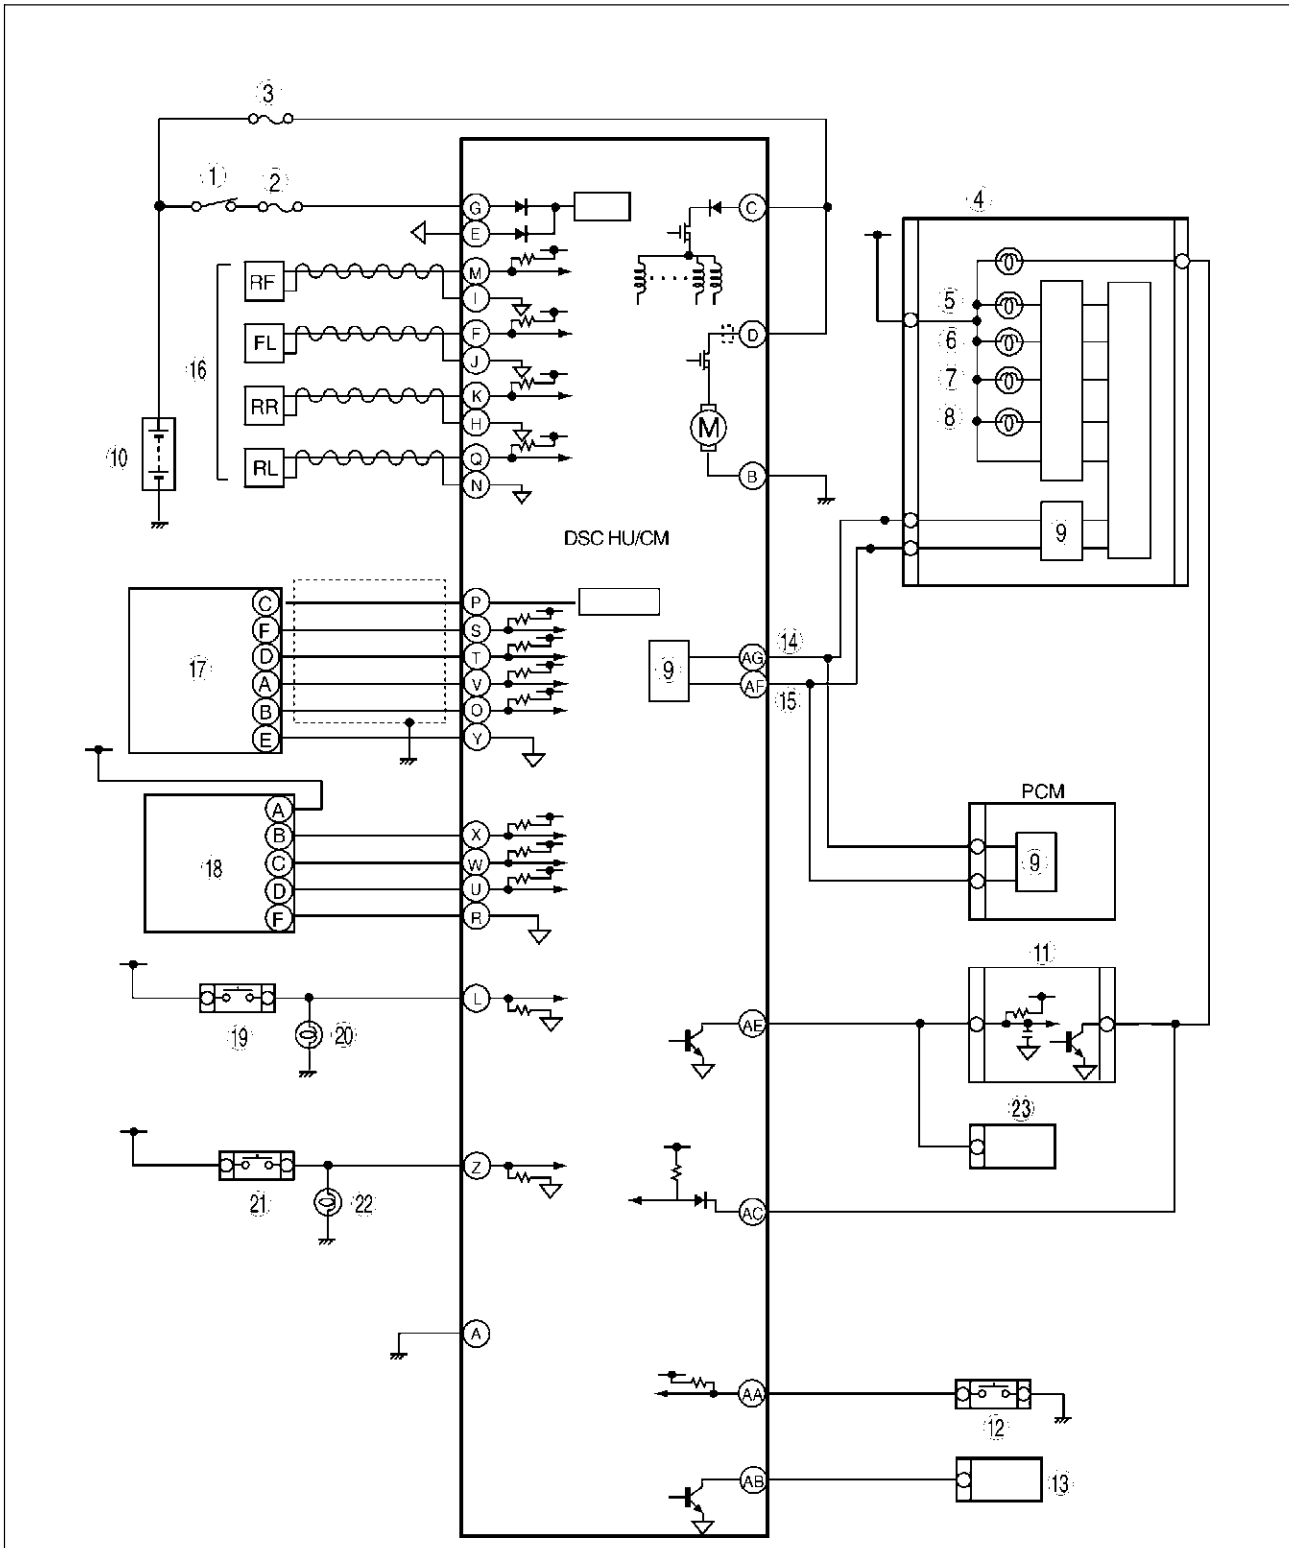 3
1
2
G
C
4
E
RF
M
I
5
FL
F
D
6
J
16
7
RR
K
8
H
M
10
RL
Q
B
N
9
DSC HU/CM
C
P
F
S
14
17
D
T
9
AG
A
V
AF
15
B
O
E
Y
PCM
A
B
X
9
18
C
W
D
U
F
R
11
L
AE
19
20
23
Z
21
22
AC
A
AA
12
AB
13